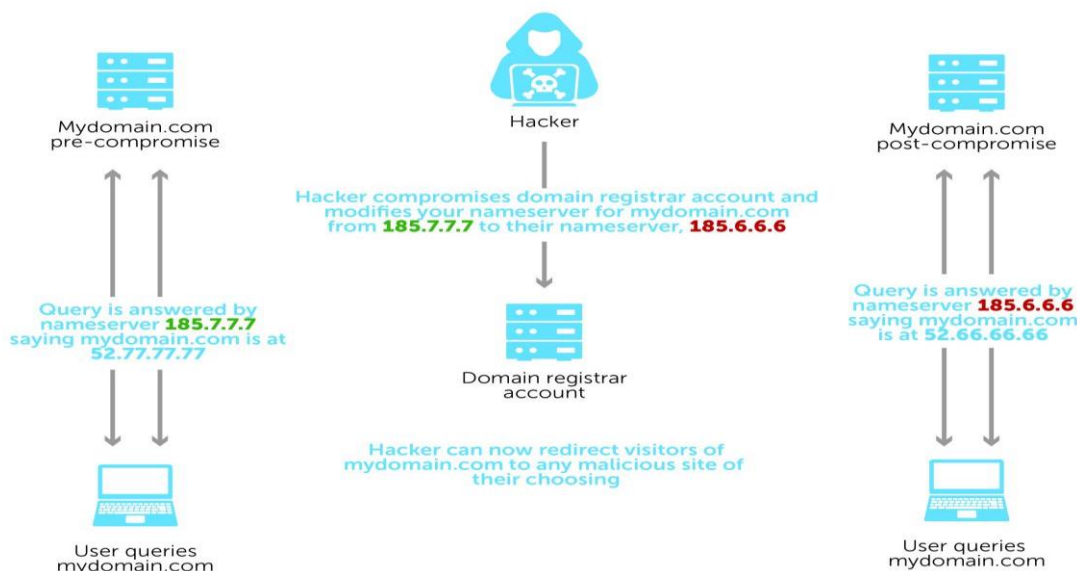 Mydomain.com
pre-compromise
Query is answered by
nameserver 185.7.7.7
saying mydomain.com is at
52.77.77.77
User queries
mydomain.com
Hacker
Hacker compromises domain registrar account and
modifies your nameserver for mydomain.com
from 185.7.7.7 to their nameserver, 185.6.6.6
Domain registrar
account
Hacker can now redirect visitors of
mydomain.com to any malicious site of
their choosing
Mydomain.com
post-compromise
Query is answered by
nameserver 185.6.6.6
saying mydomain.com
is at 52.66.66.66
User queries
mydomain.com